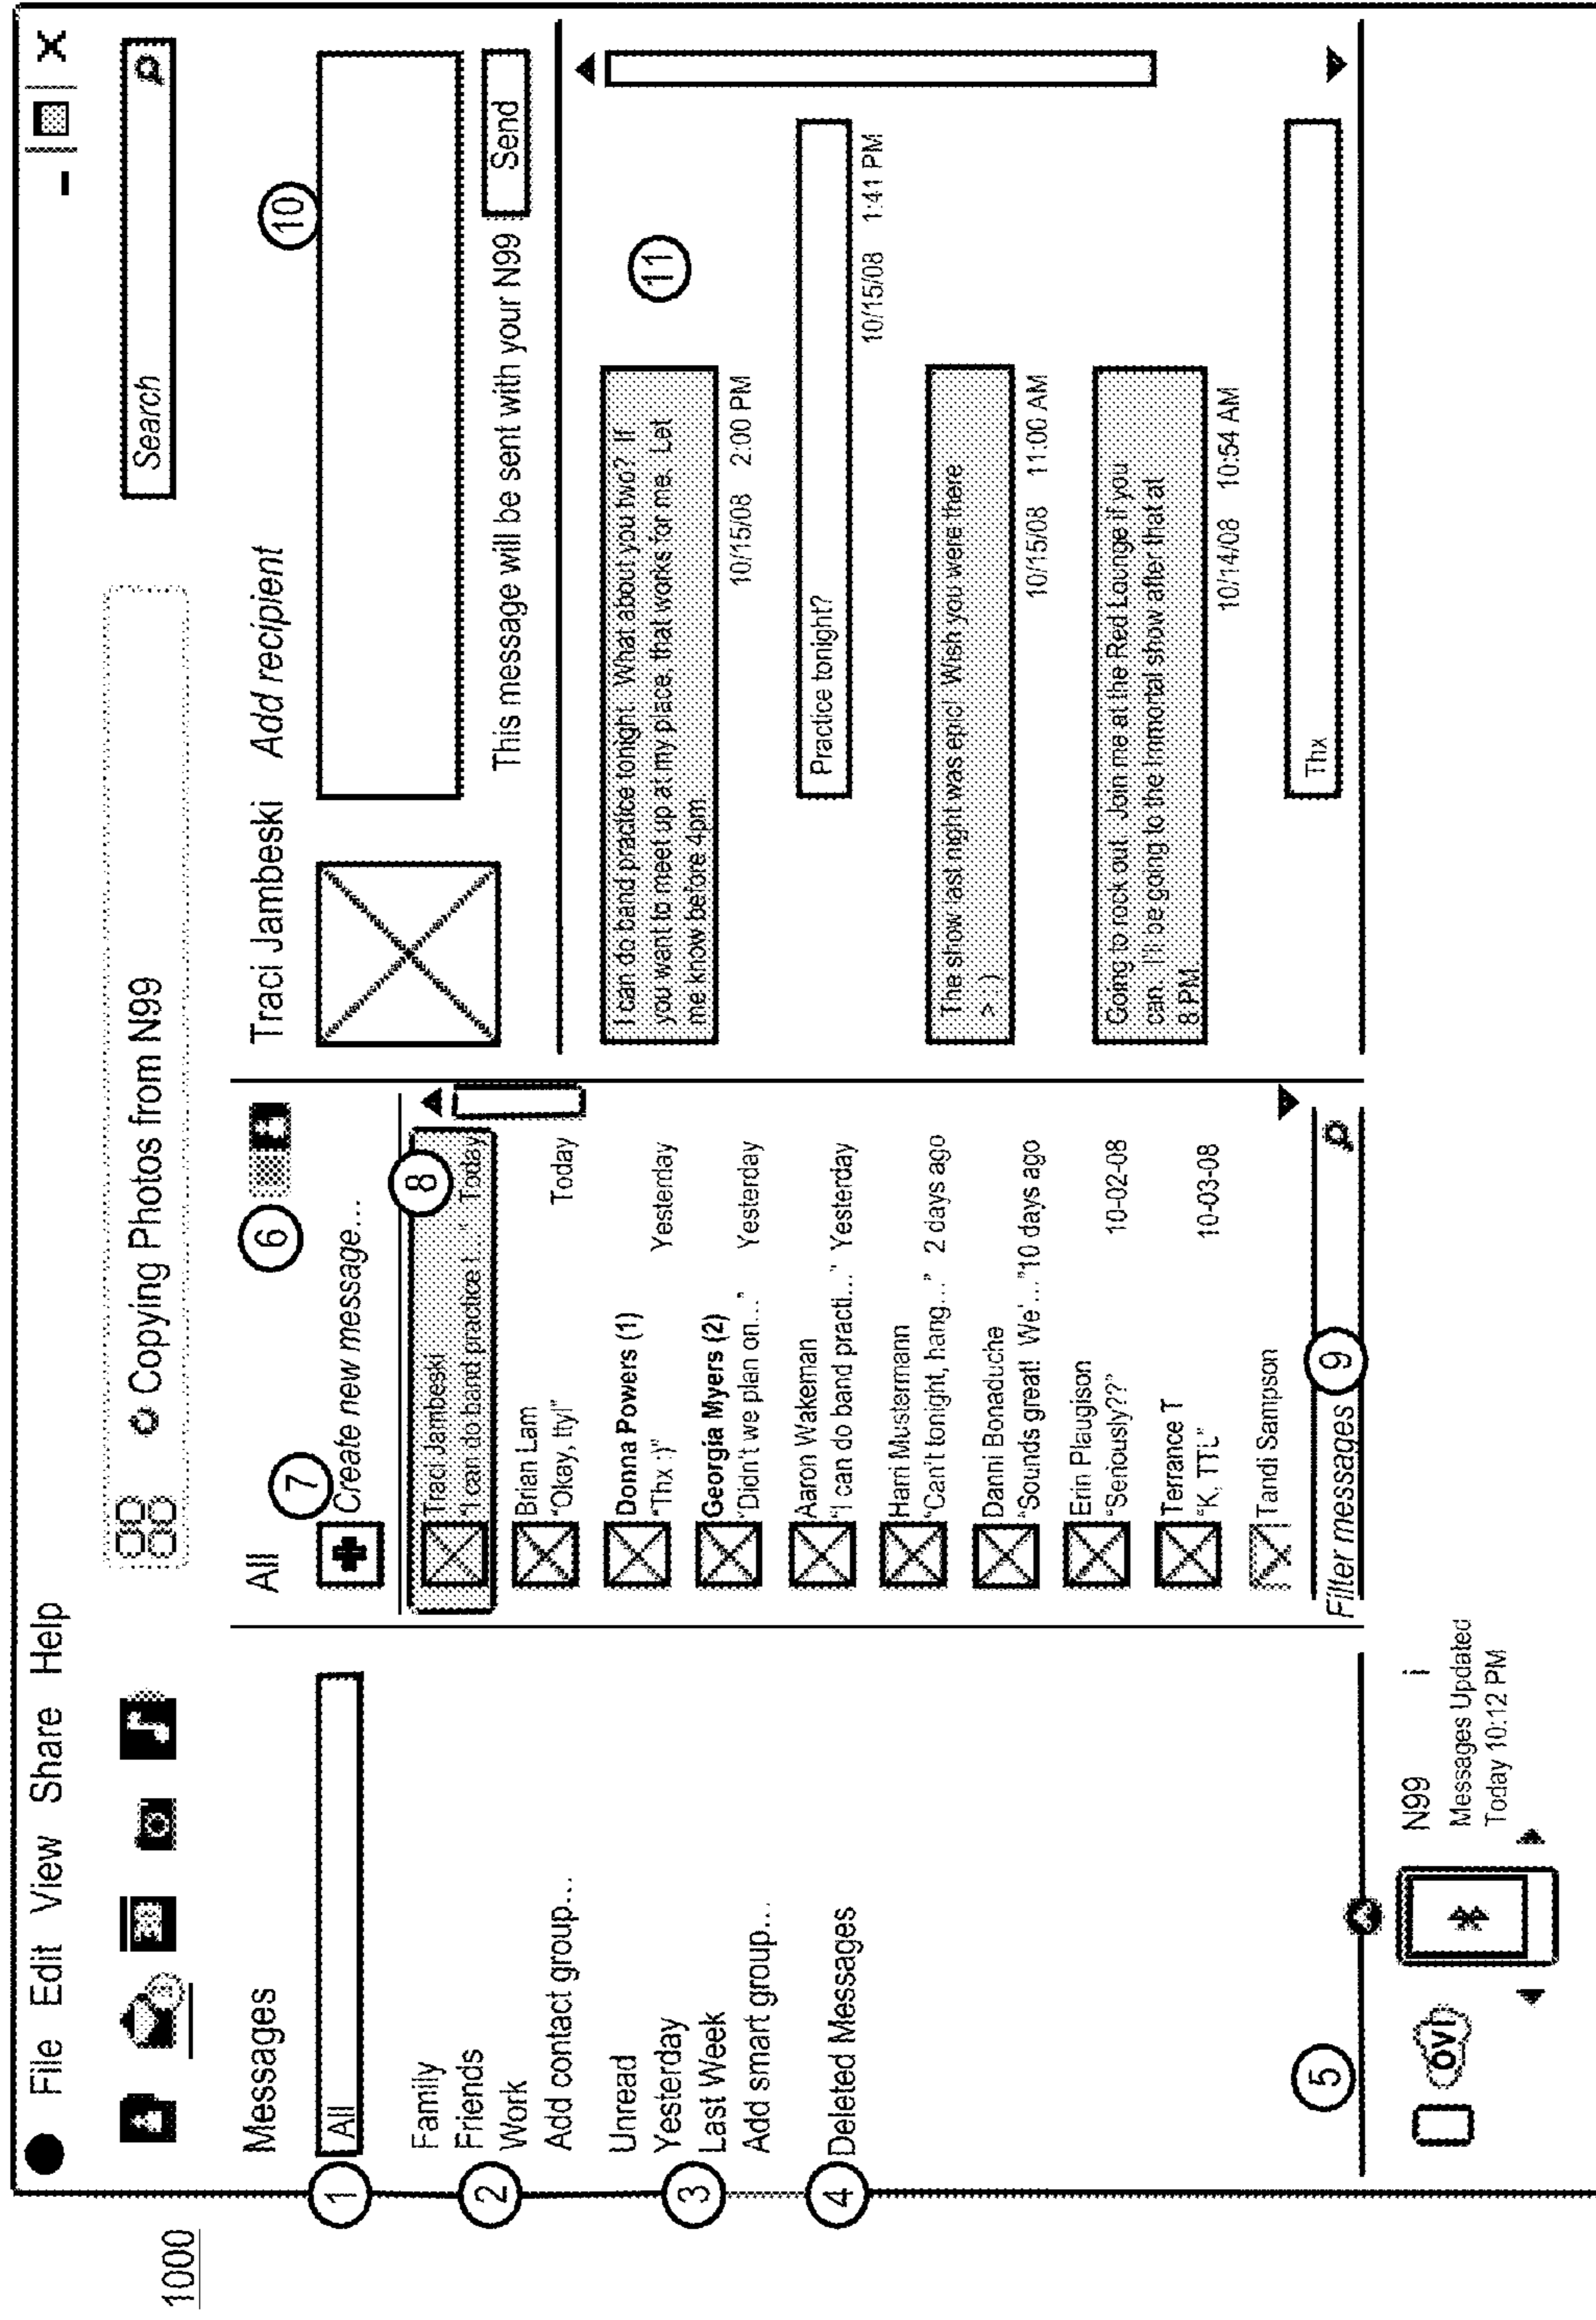 1000
File Edit View Share Help
Copying Photos from N99
Search
Messages
1
All
2
Family
Friends
Work
Add contact group...
3
Unread
Yesterday
Last Week
Add smart group...
4
Deleted Messages
5
ovi
N99 i
Messages Updated
Today 10:12 PM
All
6
7
Create new message...
8
Traci Jambeski
"I can do band practice t..." Today
Brian Lam
"Okay, ttyl" Today
Donna Powers (1)
"Thx :)" Yesterday
Georgia Myers (2)
"Didn't we plan on..." Yesterday
Aaron Wakeman
"I can do band practi..." Yesterday
Harri Mustermann
"Can't tonight, hang..." 2 days ago
Danni Bonaduche
"Sounds great! We'..." 10 days ago
Erin Plaugison
"Seriously??" 10-02-08
Terrance T
"K, TTL" 10-03-08
Tandi Sampson
Filter messages
9
Traci Jambeski Add recipient
10
This message will be sent with your N99 Send
11
I can do band practice tonight. What about you two? If
you want to meet up at my place, that works for me. Let
me know before 4pm.
10/15/08 2:00 PM
Practice tonight?
10/15/08 1:41 PM
The show last night was epic! Wish you were there
> :)
10/15/08 11:00 AM
Going to rock out. Join me at the Red Lounge if you
can. I'll be going to the Immortal show after that at
8 PM.
10/14/08 10:54 AM
Thx